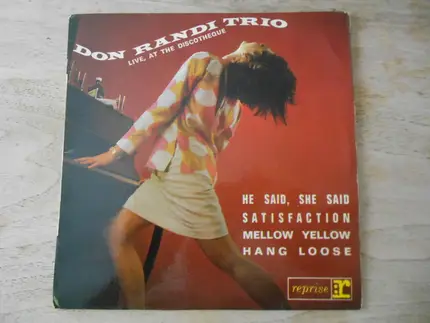 DON RANDI TRIO
LIVE, AT THE DISCOTHEQUE
HE SAID, SHE SAID
SATISFACTION
MELLOW YELLOW
HANG LOOSE
reprise r